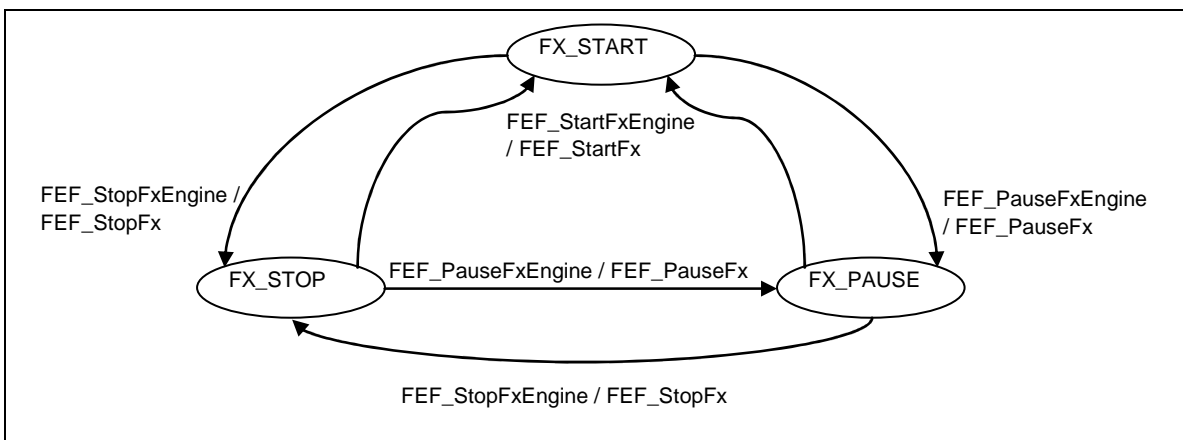 FX_START
FEF_StartFxEngine
/ FEF_StartFx
FEF_StopFxEngine /
FEF_StopFx
FEF_PauseFxEngine
/ FEF_PauseFx
FX_STOP
FEF_PauseFxEngine / FEF_PauseFx
FX_PAUSE
FEF_StopFxEngine / FEF_StopFx